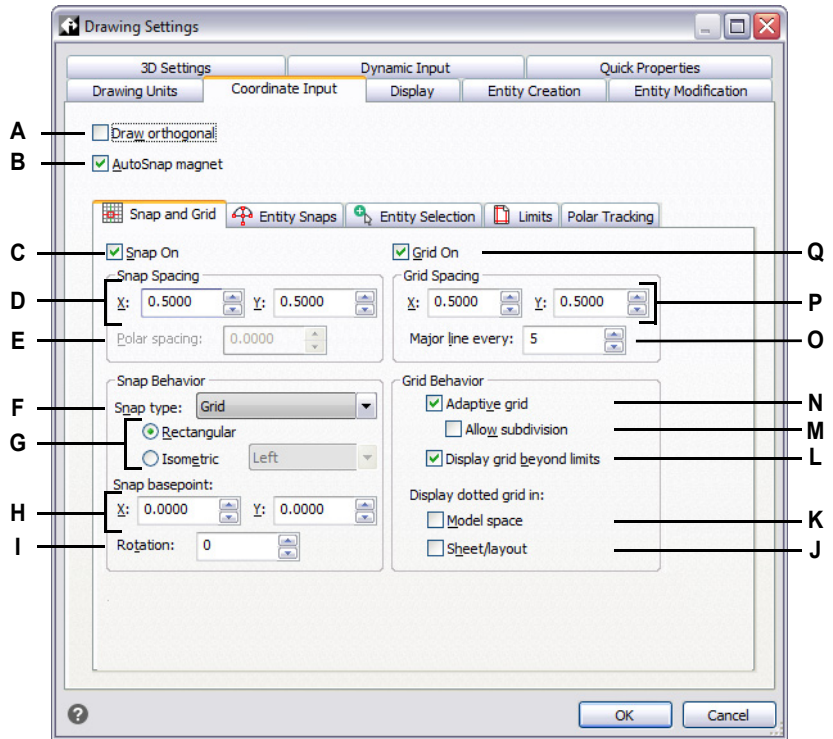 Drawing Settings
3D Settings Dynamic Input Quick Properties
Drawing Units Coordinate Input Display Entity Creation Entity Modification
A Draw orthogonal
B AutoSnap magnet
Snap and Grid Entity Snaps Entity Selection Limits Polar Tracking
C Snap On Grid On Q
Snap Spacing Grid Spacing
D X: 0.5000 Y: 0.5000 X: 0.5000 Y: 0.5000 P
E Polar spacing: 0.0000 Major line every: 5 O
Snap Behavior Grid Behavior
F Snap type: Grid Adaptive grid N
G Rectangular Allow subdivision M
Isometric Left Display grid beyond limits L
Snap basepoint: Display dotted grid in:
H X: 0.0000 Y: 0.0000 Model space K
I Rotation: 0 Sheet/layout J
? OK Cancel